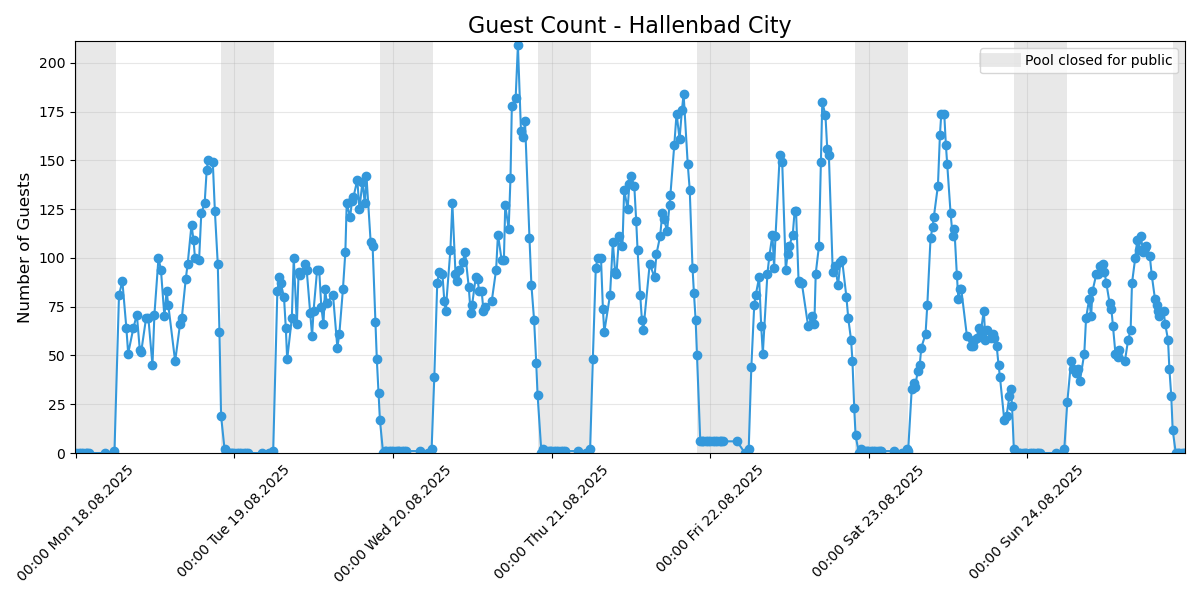 Guest Count - Hallenbad City
Pool closed for public
Number of Guests
200
175
150
125
100
75
50
25
0
00:00 Mon 18.08.2025
00:00 Tue 19.08.2025
00:00 Wed 20.08.2025
00:00 Thu 21.08.2025
00:00 Fri 22.08.2025
00:00 Sat 23.08.2025
00:00 Sun 24.08.2025